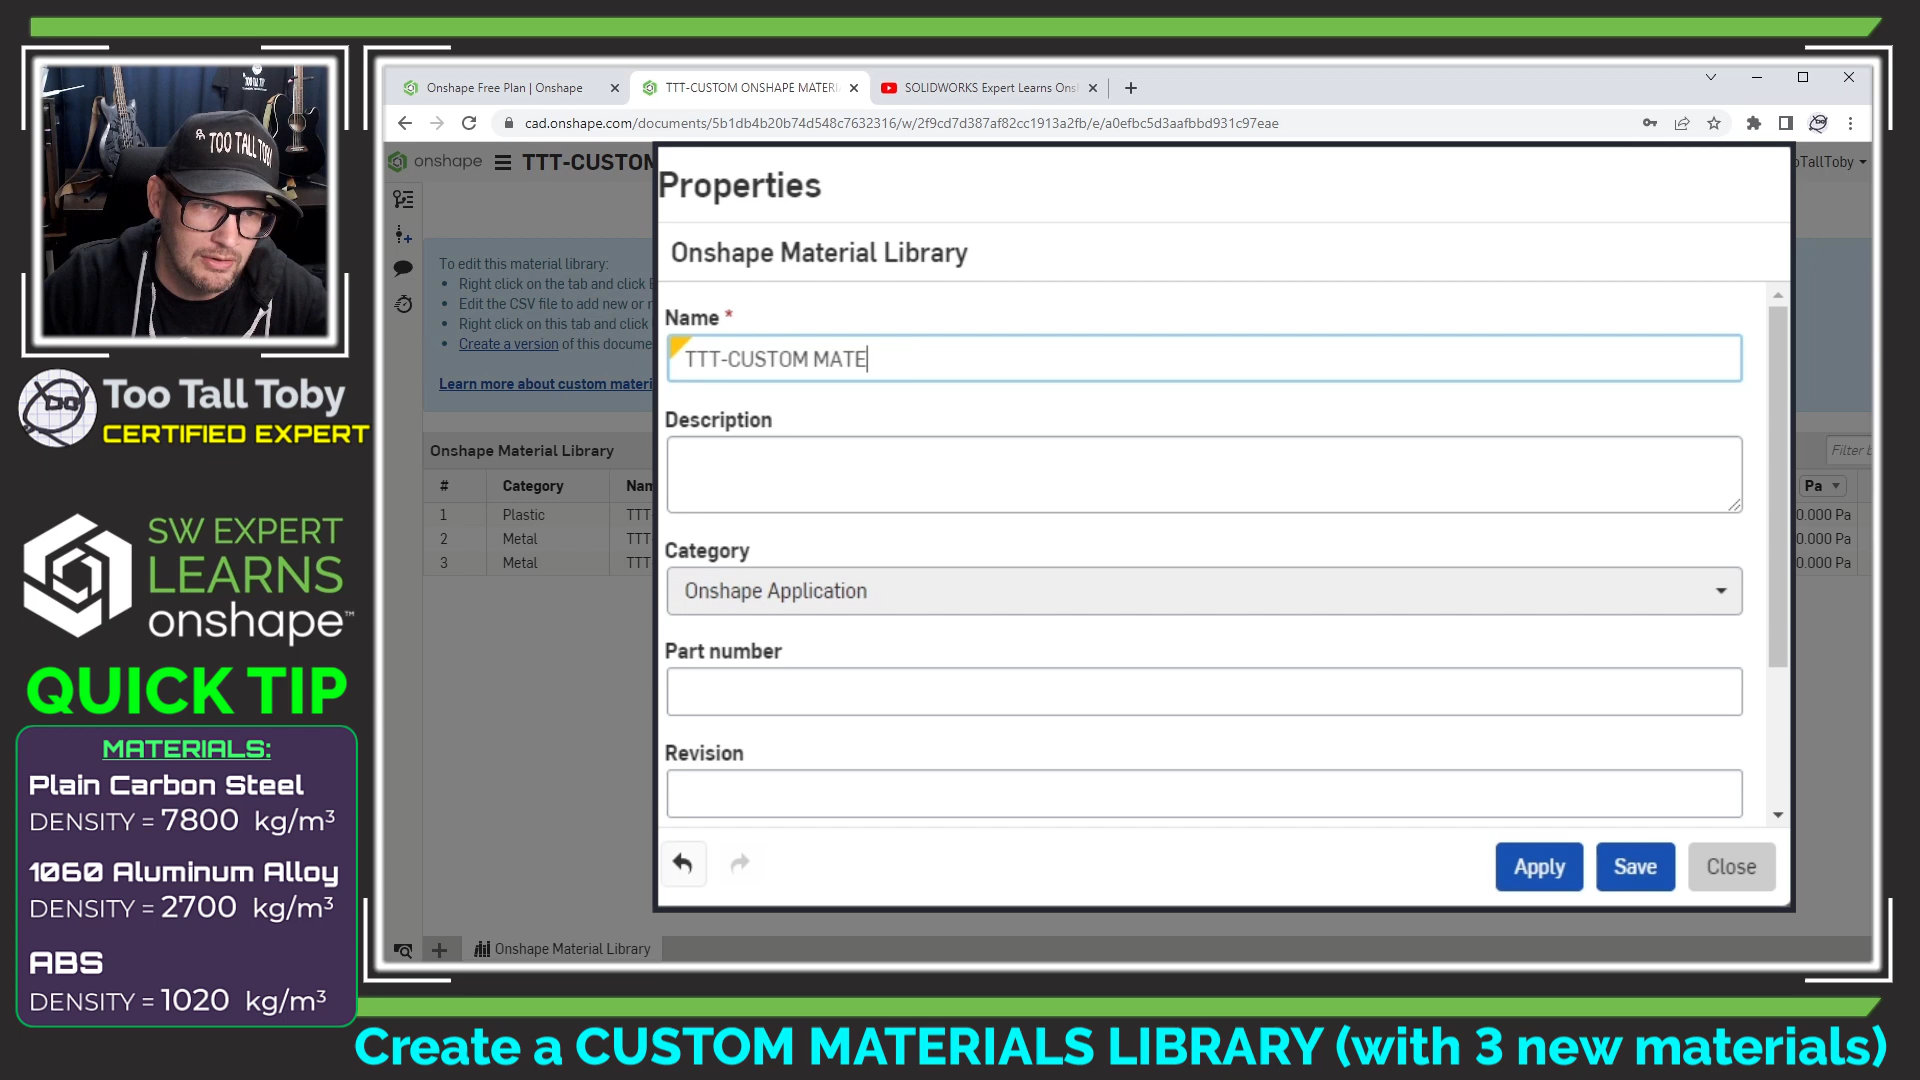 TOO TALL TOBY
Too Tall Toby
CERTIFIED EXPERT
SW EXPERT
LEARNS
onshape™
QUICK TIP
MATERIALS:
Plain Carbon Steel
DENSITY = 7800 kg/m³
1060 Aluminum Alloy
DENSITY = 2700 kg/m³
ABS
DENSITY = 1020 kg/m³
Onshape Free Plan | Onshape
TTT-CUSTOM ONSHAPE MATERI
SOLIDWORKS Expert Learns Ons
cad.onshape.com/documents/5b1db4b20b74d548c7632316/w/2f9cd7d387af82cc1913a2fb/e/a0efbc5d3aafbbd931c97eae
onshape
TTT-CUSTOM
oTallToby
To edit this material library:
Right click on the tab and click
Edit the CSV file to add new or
Right click on this tab and click
Create a version of this docume
Learn more about custom materi
Onshape Material Library
Filter
# Category Nam Pa
1 Plastic TTT 0.000 Pa
2 Metal TTT 0.000 Pa
3 Metal TTT 0.000 Pa
Properties
Onshape Material Library
Name *
TTT-CUSTOM MATE
Description
Category
Onshape Application
Part number
Revision
Apply Save Close
Onshape Material Library
Create a CUSTOM MATERIALS LIBRARY (with 3 new materials)